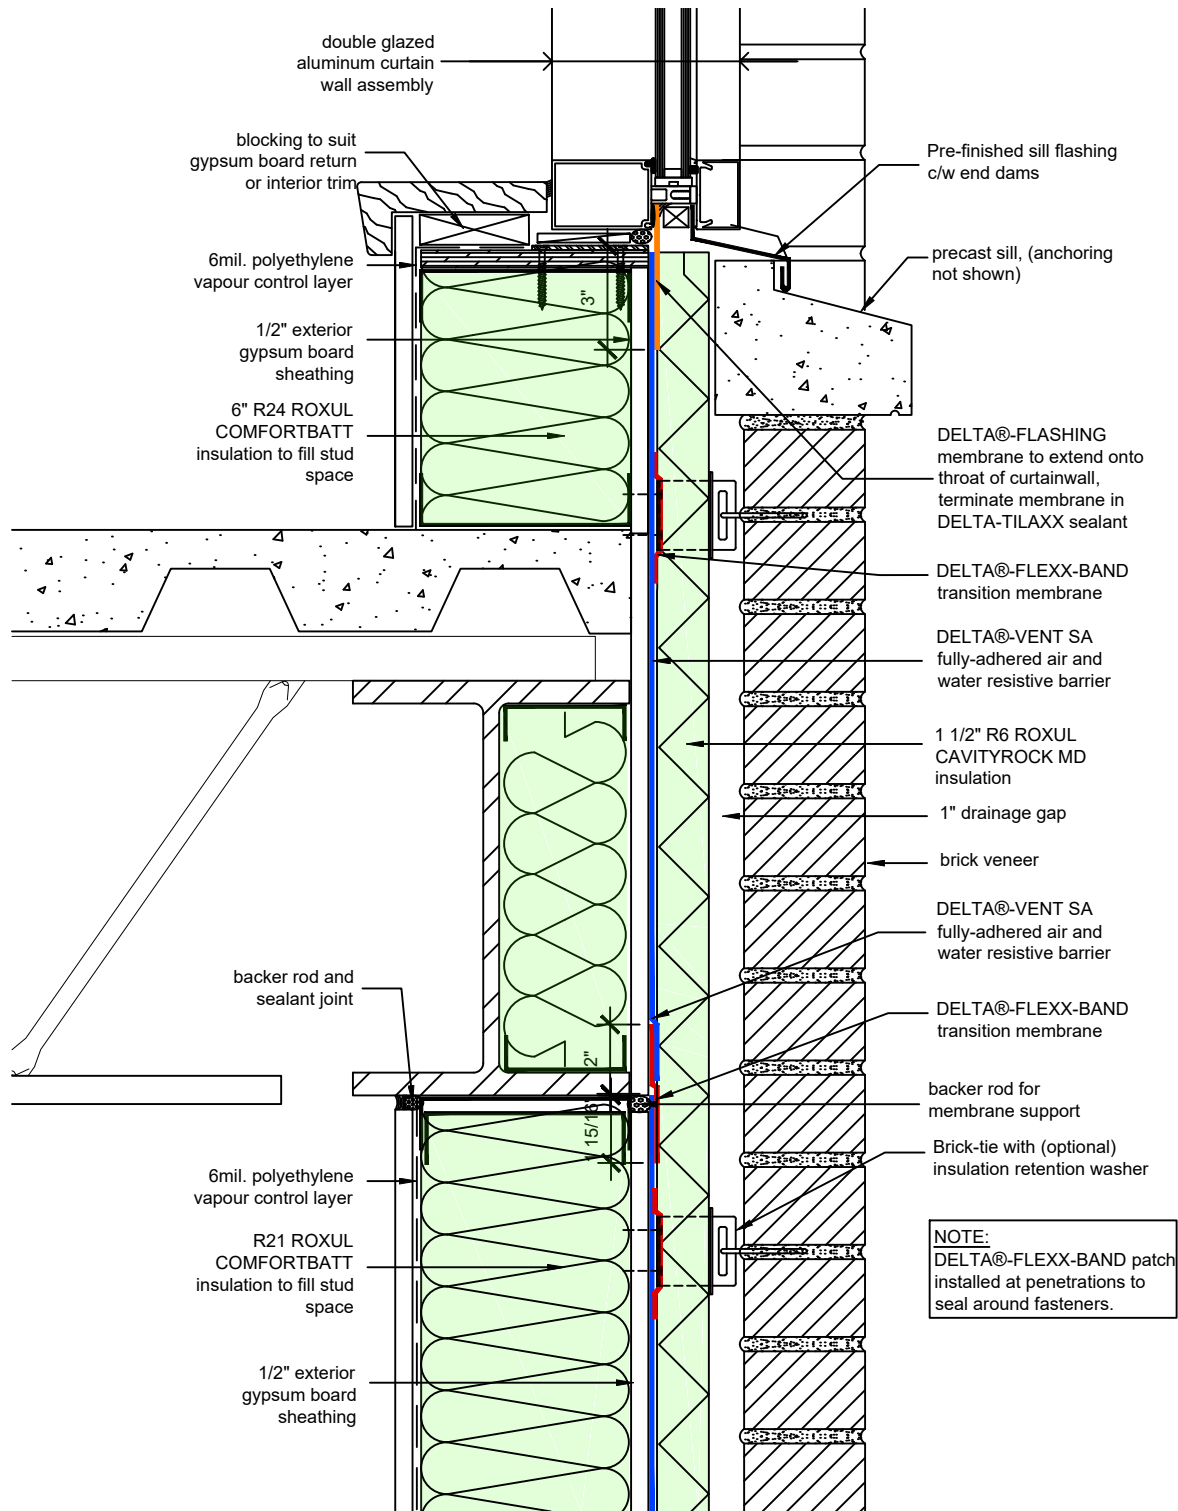 double glazed
aluminum curtain
wall assembly
blocking to suit
gypsum board return
or interior trim
6mil. polyethylene
vapour control layer
1/2" exterior
gypsum board
sheathing
6" R24 ROXUL
COMFORTBATT
insulation to fill stud
space
backer rod and
sealant joint
6mil. polyethylene
vapour control layer
R21 ROXUL
COMFORTBATT
insulation to fill stud
space
1/2" exterior
gypsum board
sheathing
3"
2"
15/16"
Pre-finished sill flashing
c/w end dams
precast sill, (anchoring
not shown)
DELTA®-FLASHING
membrane to extend onto
throat of curtainwall,
terminate membrane in
DELTA-TILAXX sealant
DELTA®-FLEXX-BAND
transition membrane
DELTA®-VENT SA
fully-adhered air and
water resistive barrier
1 1/2" R6 ROXUL
CAVITYROCK MD
insulation
1" drainage gap
brick veneer
DELTA®-VENT SA
fully-adhered air and
water resistive barrier
DELTA®-FLEXX-BAND
transition membrane
backer rod for
membrane support
Brick-tie with (optional)
insulation retention washer
NOTE:
DELTA®-FLEXX-BAND patch
installed at penetrations to
seal around fasteners.